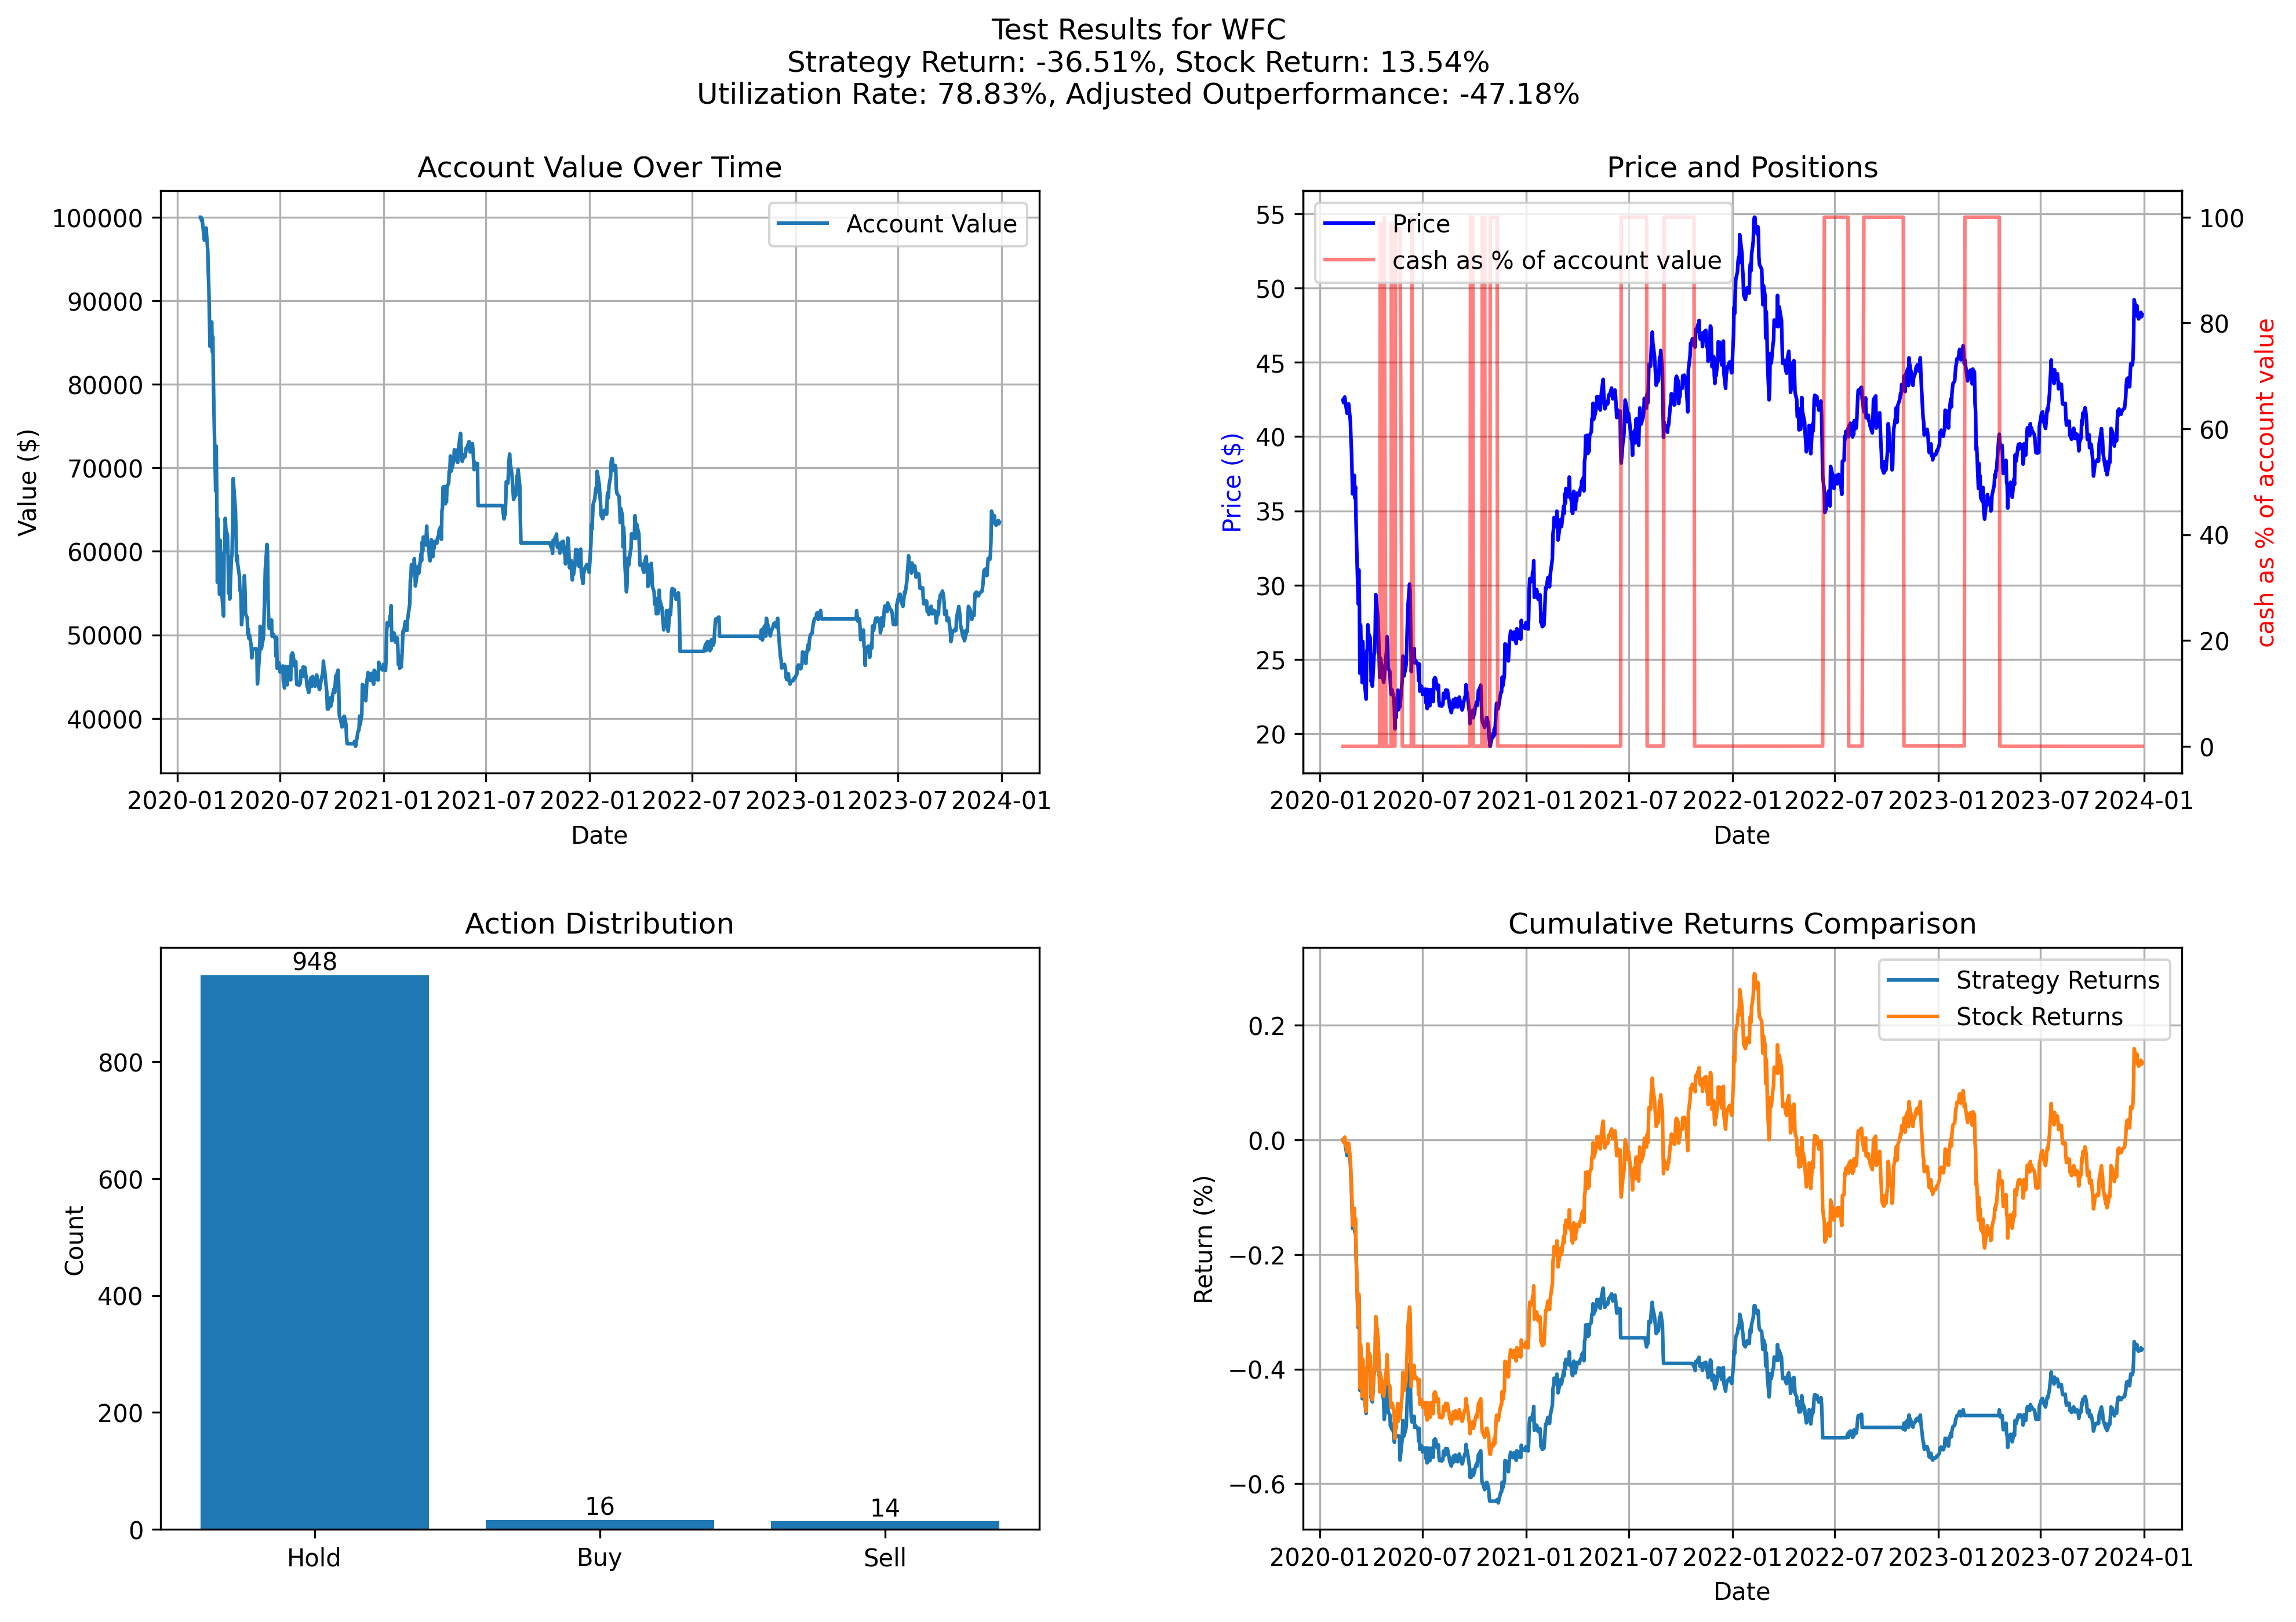 Test Results for WFC
Strategy Return: -36.51%, Stock Return: 13.54%
Utilization Rate: 78.83%, Adjusted Outperformance: -47.18%
Account Value Over Time
Account Value
100000
90000
80000
70000
60000
50000
40000
Value ($)
2020-01 2020-07 2021-01 2021-07 2022-01 2022-07 2023-01 2023-07 2024-01
Date
Price and Positions
Price
cash as % of account value
55
50
45
40
35
30
25
20
Price ($)
100
80
60
40
20
0
cash as % of account value
2020-01 2020-07 2021-01 2021-07 2022-01 2022-07 2023-01 2023-07 2024-01
Date
Action Distribution
948
16
14
800
600
400
200
0
Count
Hold Buy Sell
Cumulative Returns Comparison
Strategy Returns
Stock Returns
0.2
0.0
−0.2
−0.4
−0.6
Return (%)
2020-01 2020-07 2021-01 2021-07 2022-01 2022-07 2023-01 2023-07 2024-01
Date